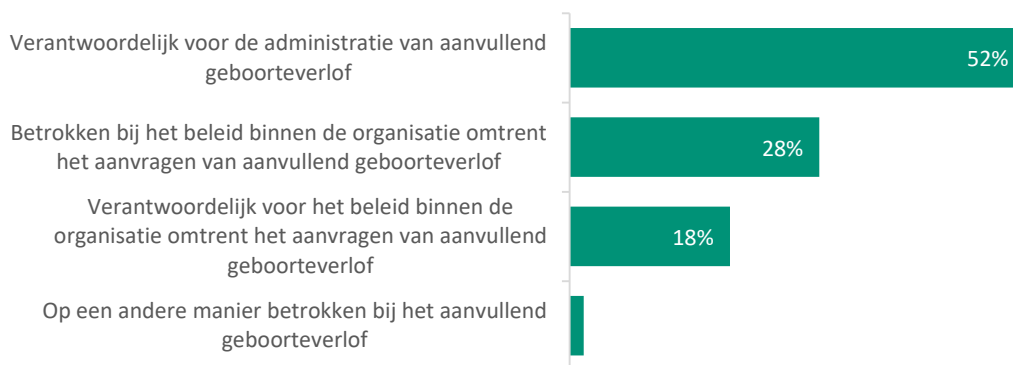 Verantwoordelijk voor de administratie van aanvullend
geboorteverlof
52%
Betrokken bij het beleid binnen de organisatie omtrent
het aanvragen van aanvullend geboorteverlof
28%
Verantwoordelijk voor het beleid binnen de
organisatie omtrent het aanvragen van aanvullend
geboorteverlof
18%
Op een andere manier betrokken bij het aanvullend
geboorteverlof